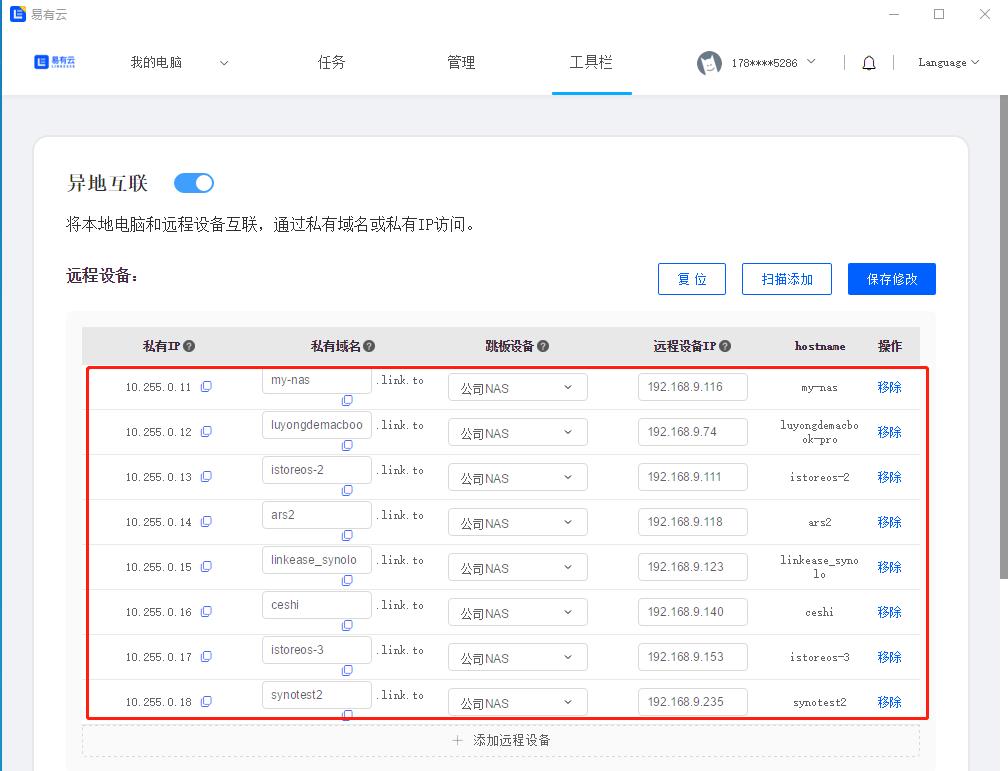 易有云
易有云
LINKEASE
我的电脑 任务 管理 工具栏 178****5286 Language
异地互联
将本地电脑和远程设备互联，通过私有域名或私有IP访问。
远程设备: 复 位 扫描添加 保存修改
私有IP 私有域名 跳板设备 远程设备IP hostname 操作
10.255.0.11 my-nas .link.to 公司NAS 192.168.9.116 my-nas 移除
10.255.0.12 luyongdemacboo .link.to 公司NAS 192.168.9.74 luyongdemacbo 移除
ok-pro
10.255.0.13 istoreos-2 .link.to 公司NAS 192.168.9.111 istoreos-2 移除
10.255.0.14 ars2 .link.to 公司NAS 192.168.9.118 ars2 移除
10.255.0.15 linkease_synolo .link.to 公司NAS 192.168.9.123 linkease_syno 移除
lo
10.255.0.16 ceshi .link.to 公司NAS 192.168.9.140 ceshi 移除
10.255.0.17 istoreos-3 .link.to 公司NAS 192.168.9.153 istoreos-3 移除
10.255.0.18 synotest2 .link.to 公司NAS 192.168.9.235 synotest2 移除
+ 添加远程设备